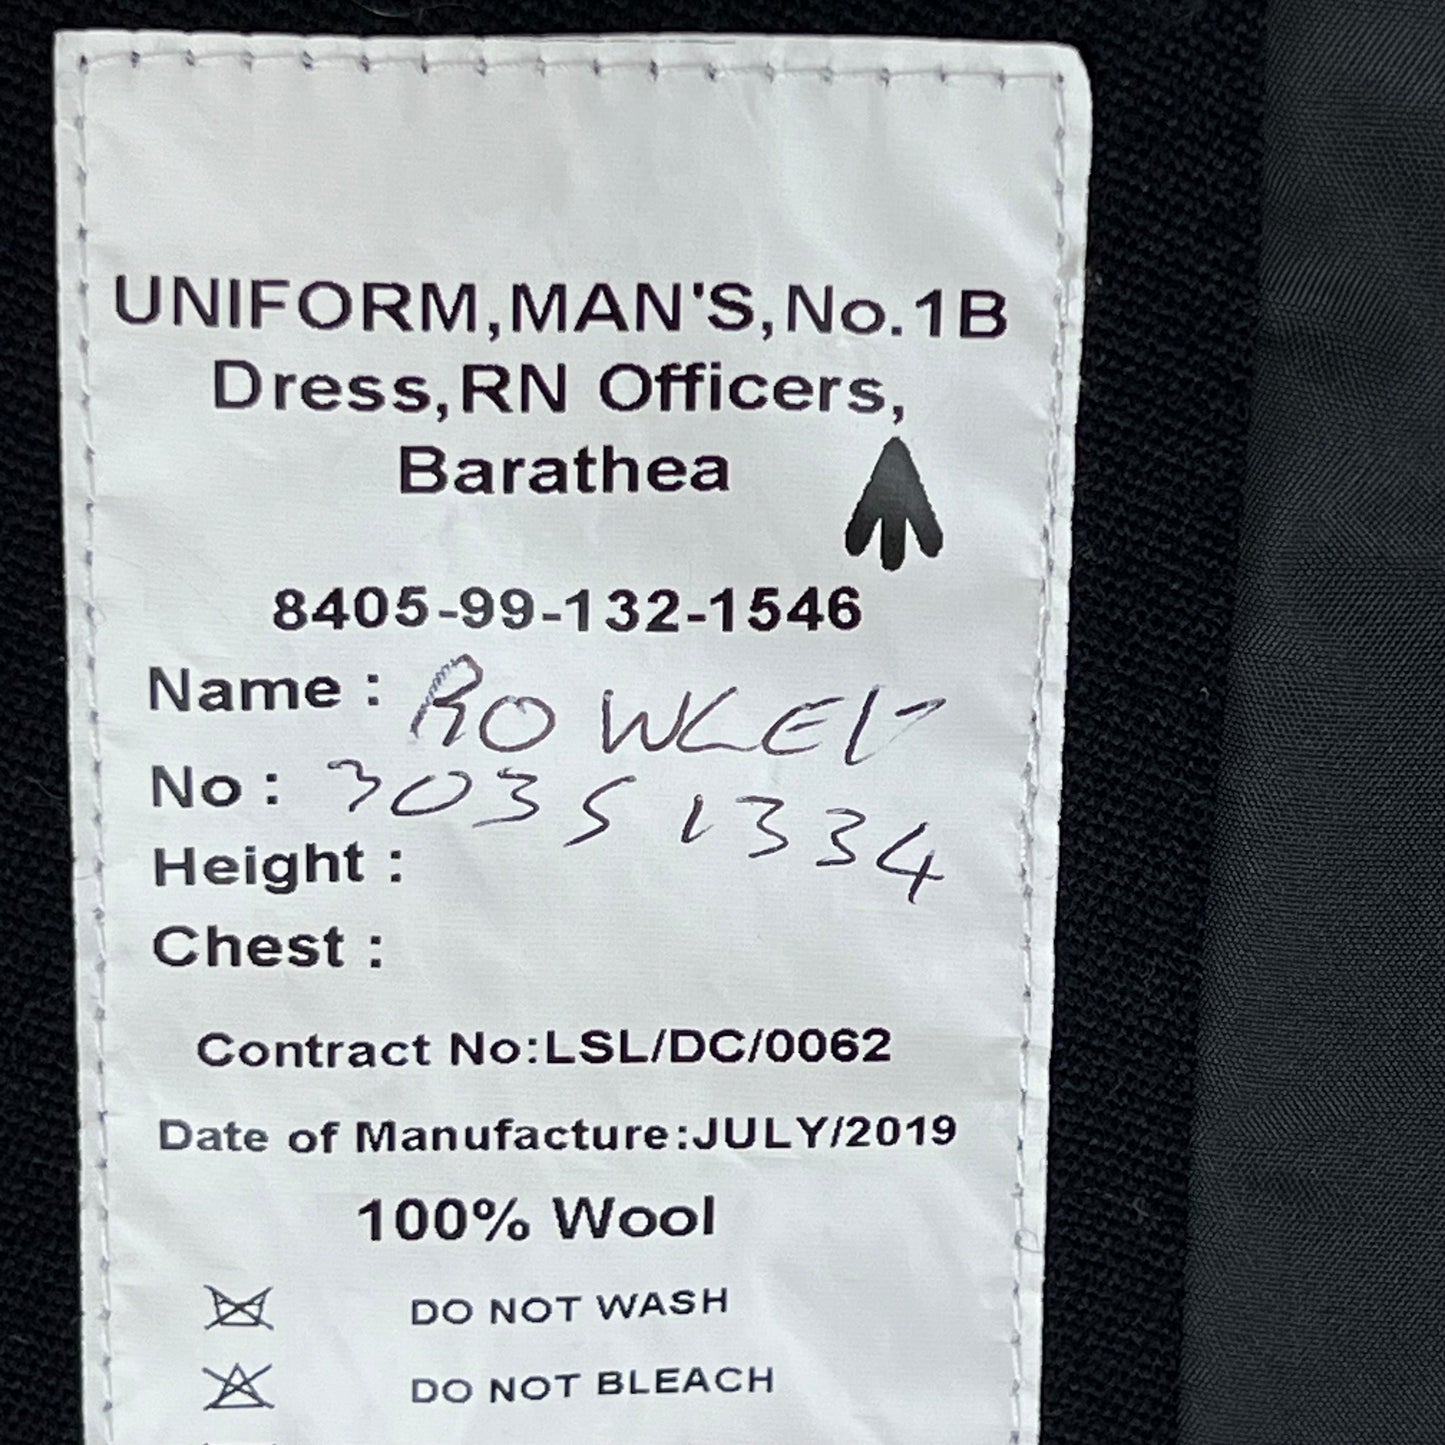 UNIFORM,MAN'S,No.1B
Dress,RN Officers,
Barathea
8405-99-132-1546
Name : ROWLEY
No : 30351334
Height :
Chest :
Contract No:LSL/DC/0062
Date of Manufacture:JULY/2019
100% Wool
DO NOT WASH
DO NOT BLEACH